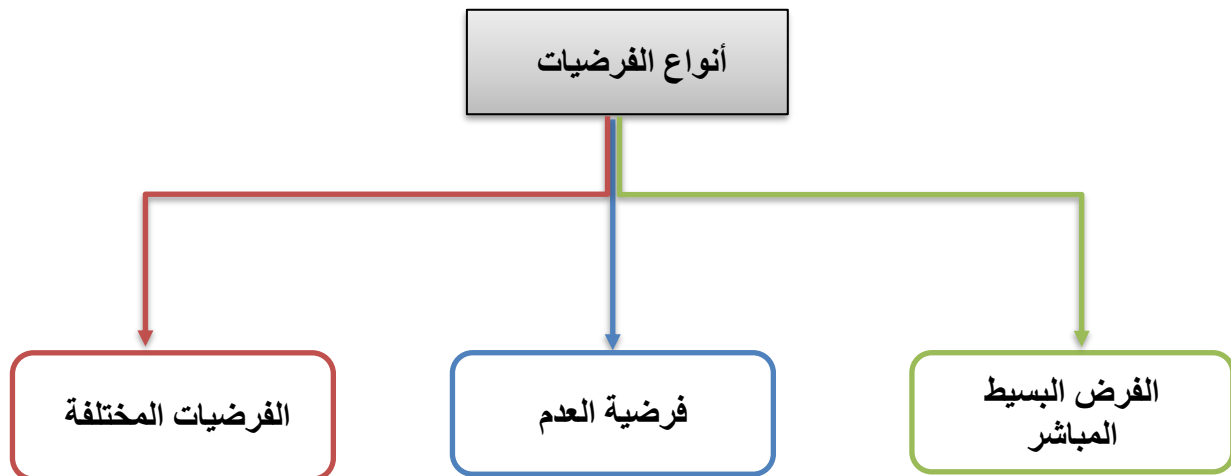 أنواع الفرضيات
الفرض البسيط
المباشر
فرضية العدم
الفرضيات المختلفة